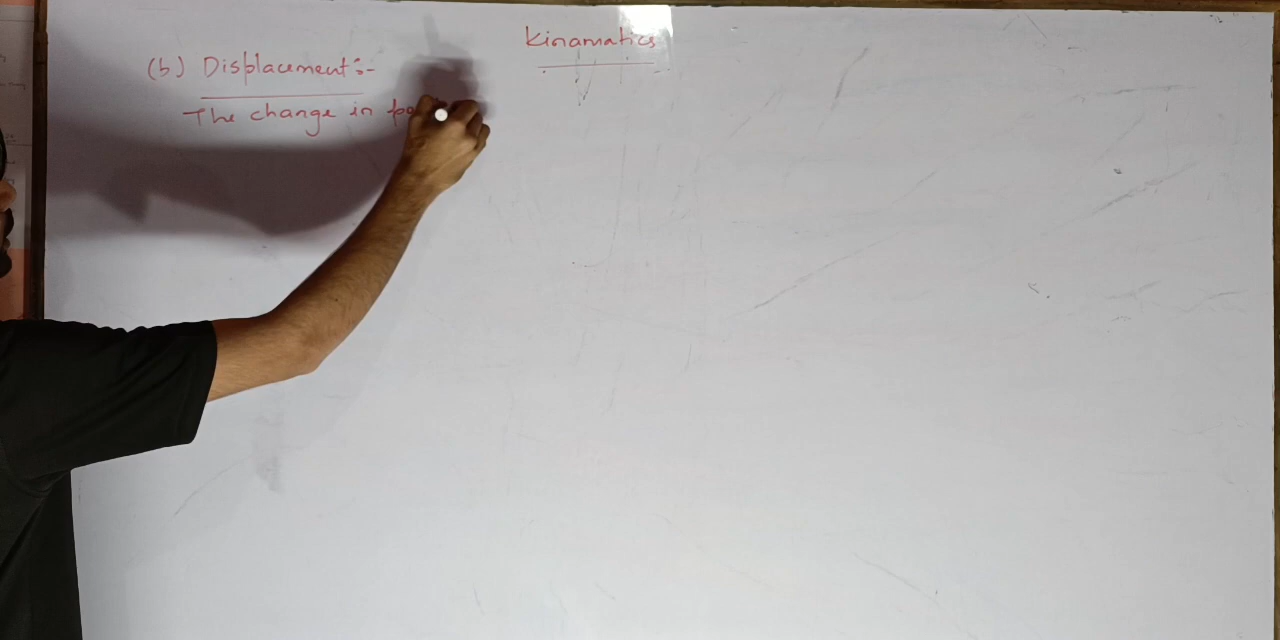 Kinamatics
(b) Displacement:-
The change in